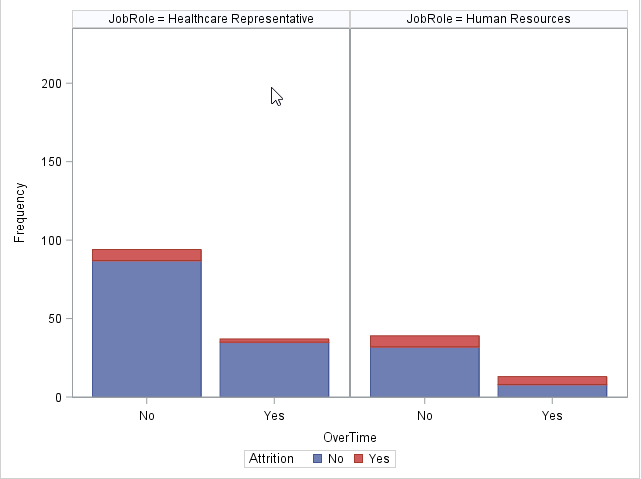 JobRole = Healthcare Representative
JobRole = Human Resources
Frequency
200
150
100
50
0
No
Yes
No
Yes
OverTime
Attrition No Yes